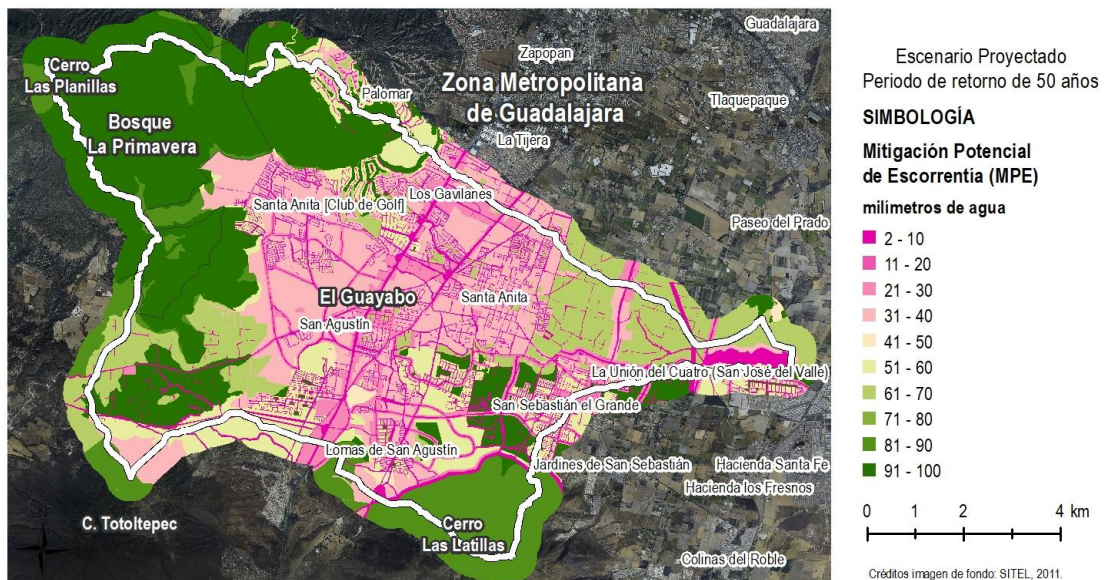 Guadalajara
Zapopan
Cerro
Las Planillas
Zona Metropolitana
de Guadalajara
Palomar
Tlaquepaque
Bosque
La Primavera
La Tijera
Los Gavilanes
Santa Anita [Club de Golf]
Paseo del Prado
El Guayabo
Santa Anita
San Agustín
La Unión del Cuatro (San José del Valle)
San Sebastián el Grande
Lomas de San Agustín
Jardines de San Sebastián
Hacienda Santa Fe
Hacienda los Fresnos
C. Totoltepec
Cerro
Las Latillas
Colinas del Roble
Escenario Proyectado
Periodo de retorno de 50 años
SIMBOLOGÍA
Mitigación Potencial
de Escorrentía (MPE)
milimetros de agua
2 - 10
11 - 20
21 - 30
31 - 40
41 - 50
51 - 60
61 - 70
71 - 80
81 - 90
91 - 100
0 1 2 4 km
Créditos imagen de fondo: SITEL, 2011.